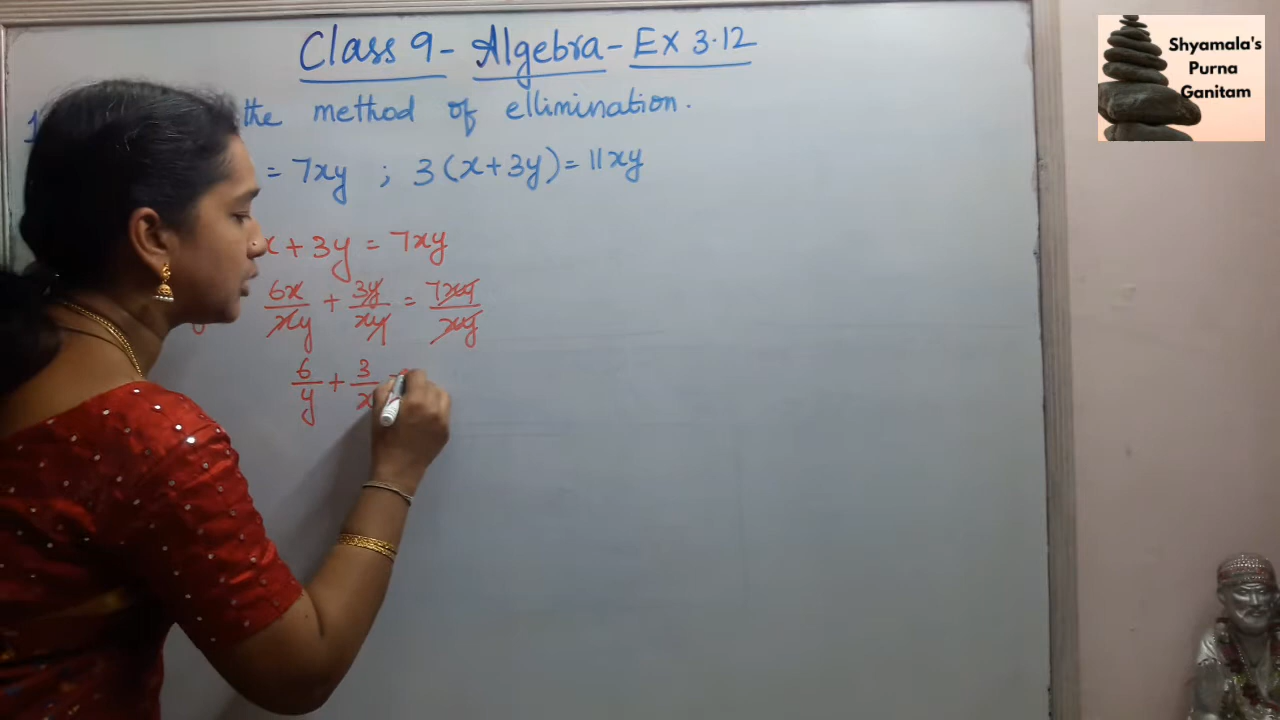 Class 9 - Algebra - Ex 3.12
Shyamala's
Purna
Ganitam
the method of ellimination.
= 7xy ; 3(x+3y) = 11xy
x + 3y = 7xy
6x/xy + 3y/xy = 7xy/xy
6/y + 3/x =